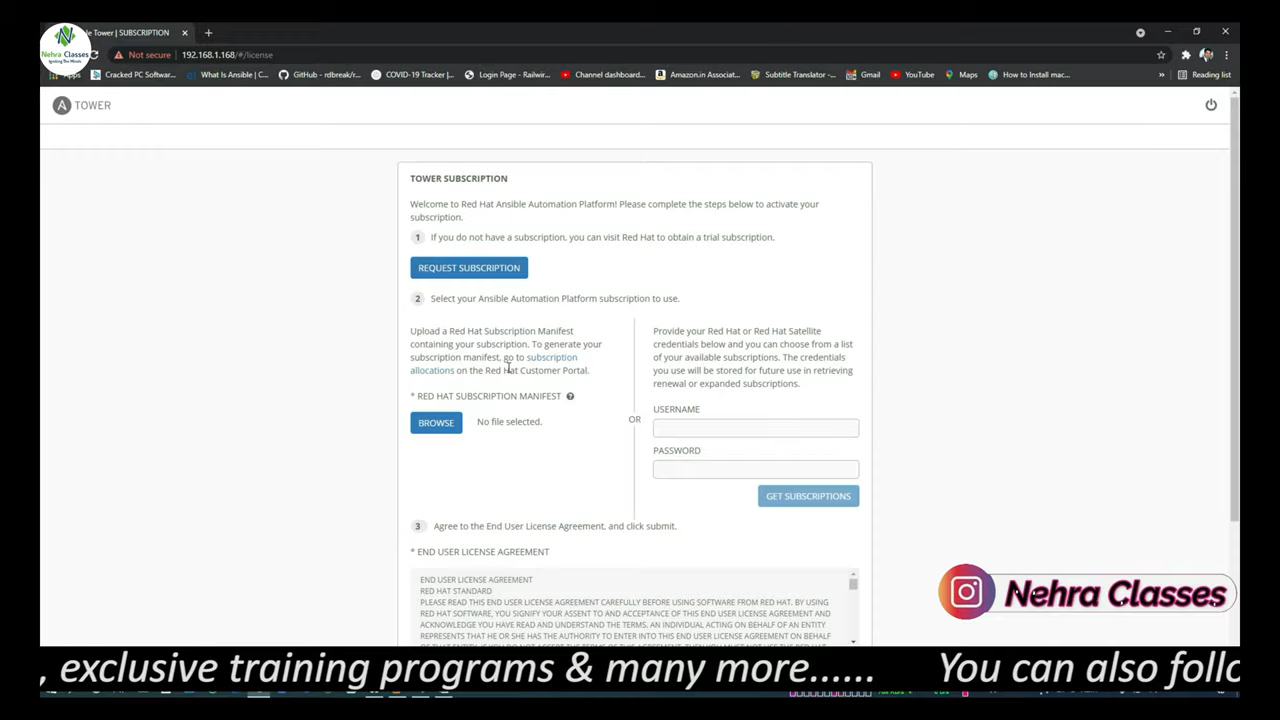 le Tower | SUBSCRIPTION
Nehra Classes
Igniting The Minds
Not secure
192.168.1.168/#/license
Apps
Cracked PC Software...
What Is Ansible | C...
GitHub - rdbreak/r...
COVID-19 Tracker |...
Login Page - Railwir...
Channel dashboard...
Amazon.in Associat...
Subtitle Translator -...
Gmail
YouTube
Maps
How to Install mac...
»
Reading list
A TOWER
TOWER SUBSCRIPTION
Welcome to Red Hat Ansible Automation Platform! Please complete the steps below to activate your
subscription.
1 If you do not have a subscription, you can visit Red Hat to obtain a trial subscription.
REQUEST SUBSCRIPTION
2 Select your Ansible Automation Platform subscription to use.
Upload a Red Hat Subscription Manifest
containing your subscription. To generate your
subscription manifest, go to subscription
allocations on the Red Hat Customer Portal.
* RED HAT SUBSCRIPTION MANIFEST ?
BROWSE No file selected.
OR
Provide your Red Hat or Red Hat Satellite
credentials below and you can choose from a list
of your available subscriptions. The credentials
you use will be stored for future use in retrieving
renewal or expanded subscriptions.
USERNAME
PASSWORD
GET SUBSCRIPTIONS
3 Agree to the End User License Agreement, and click submit.
* END USER LICENSE AGREEMENT
END USER LICENSE AGREEMENT
RED HAT STANDARD
PLEASE READ THIS END USER LICENSE AGREEMENT CAREFULLY BEFORE USING SOFTWARE FROM RED HAT. BY USING
RED HAT SOFTWARE, YOU SIGNIFY YOUR ASSENT TO AND ACCEPTANCE OF THIS END USER LICENSE AGREEMENT AND
ACKNOWLEDGE YOU HAVE READ AND UNDERSTAND THE TERMS. AN INDIVIDUAL ACTING ON BEHALF OF AN ENTITY
REPRESENTS THAT HE OR SHE HAS THE AUTHORITY TO ENTER INTO THIS END USER LICENSE AGREEMENT ON BEHALF
Nehra Classes
, exclusive training programs & many more...... You can also follo